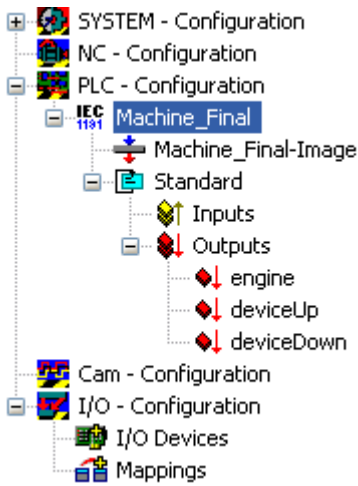 SYSTEM - Configuration
NC - Configuration
PLC - Configuration
IEC 1131 Machine_Final
Machine_Final-Image
Standard
Inputs
Outputs
engine
deviceUp
deviceDown
Cam - Configuration
I/O - Configuration
I/O Devices
Mappings